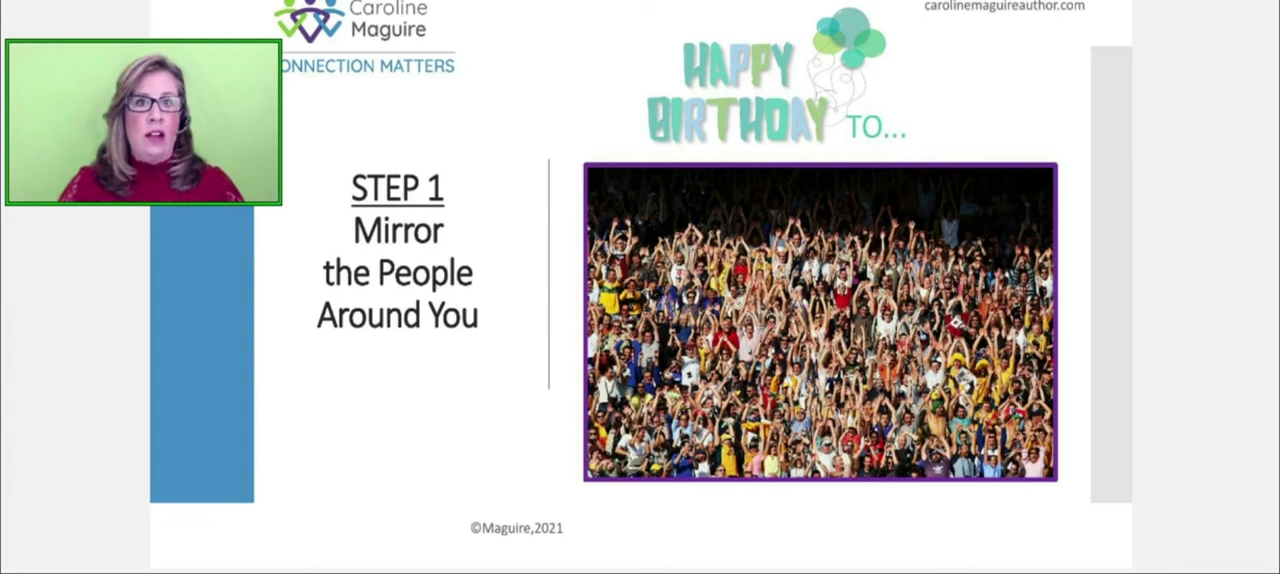 Caroline
Maguire
ONNECTION MATTERS
carolinemaguireauthor.com
HAPPY
BIRTHDAY TO...
STEP 1
Mirror
the People
Around You
©Maguire,2021